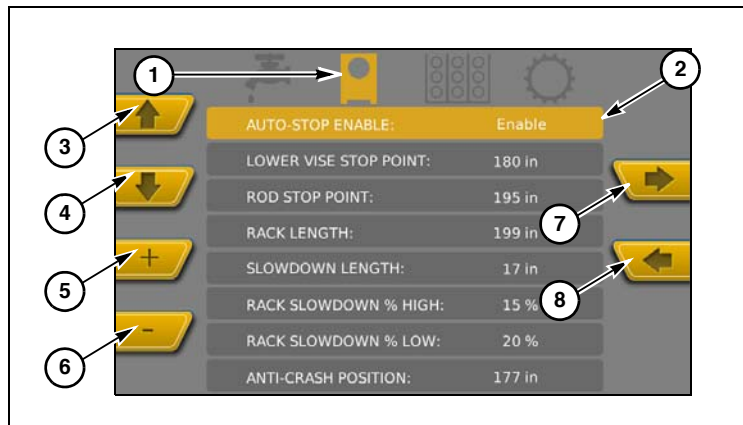 1
2
3
4
5
6
7
8
AUTO-STOP ENABLE: Enable
LOWER VISE STOP POINT: 180 in
ROD STOP POINT: 195 in
RACK LENGTH: 199 in
SLOWDOWN LENGTH: 17 in
RACK SLOWDOWN % HIGH: 15 %
RACK SLOWDOWN % LOW: 20 %
ANTI-CRASH POSITION: 177 in
+
-